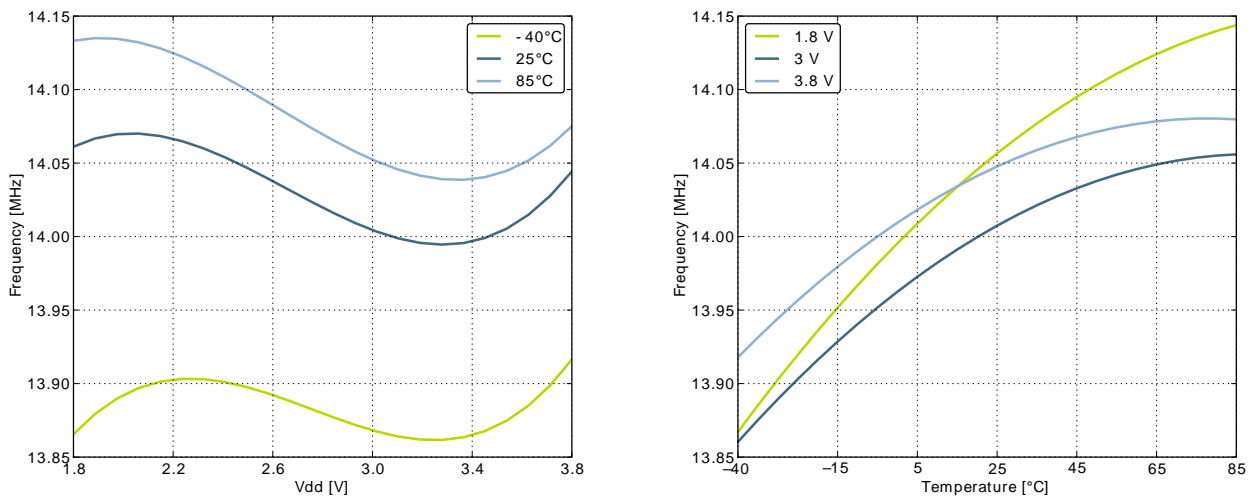 14.15
14.10
14.05
14.00
13.95
13.90
13.85
Frequency [MHz]
1.8 2.2 2.6 3.0 3.4 3.8
Vdd [V]
- 40°C
25°C
85°C
14.15
14.10
14.05
14.00
13.95
13.90
13.85
Frequency [MHz]
–40 –15 5 25 45 65 85
Temperature [°C]
1.8 V
3 V
3.8 V